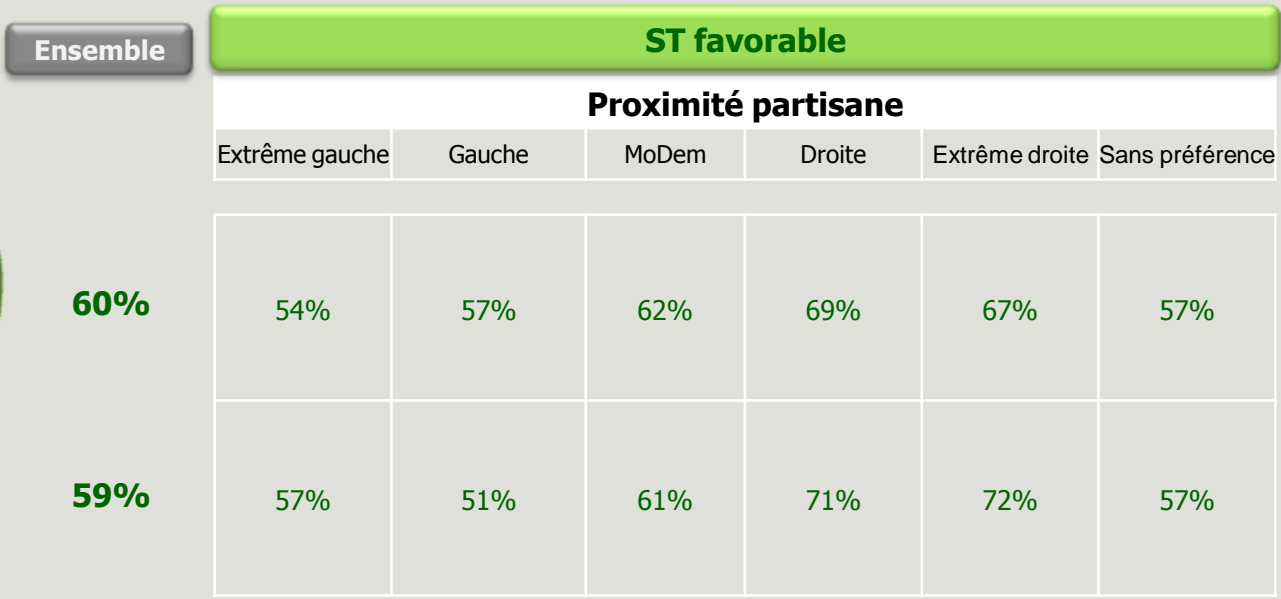 Ensemble
ST favorable
Proximité partisane
Extrême gauche Gauche MoDem Droite Extrême droite Sans préférence
60% 54% 57% 62% 69% 67% 57%
59% 57% 51% 61% 71% 72% 57%